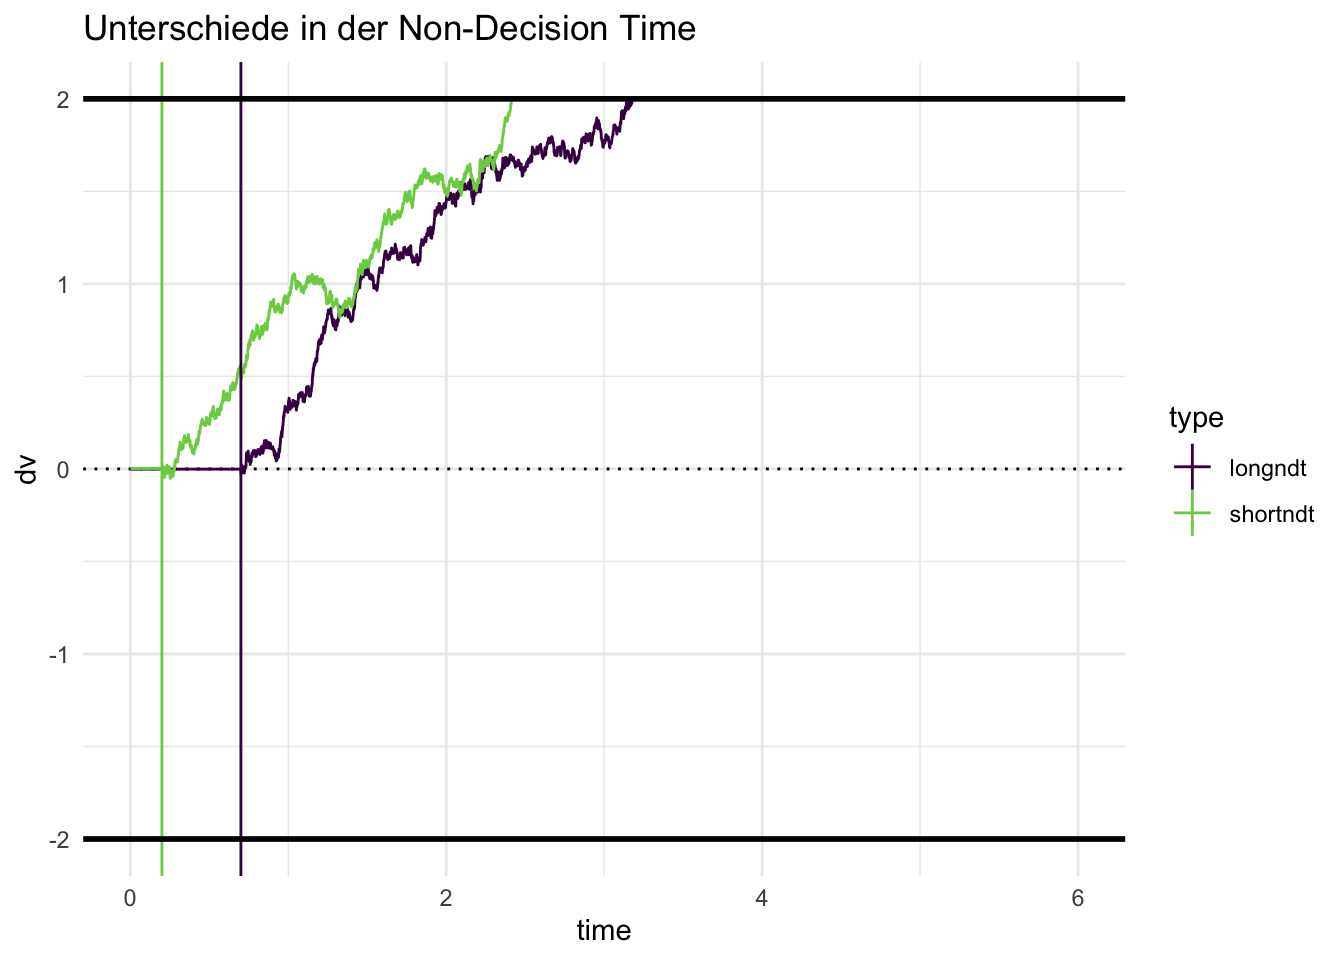 Unterschiede in der Non-Decision Time
2
1
0
-1
-2
dv
0 2 4 6
time
type
longndt
shortndt